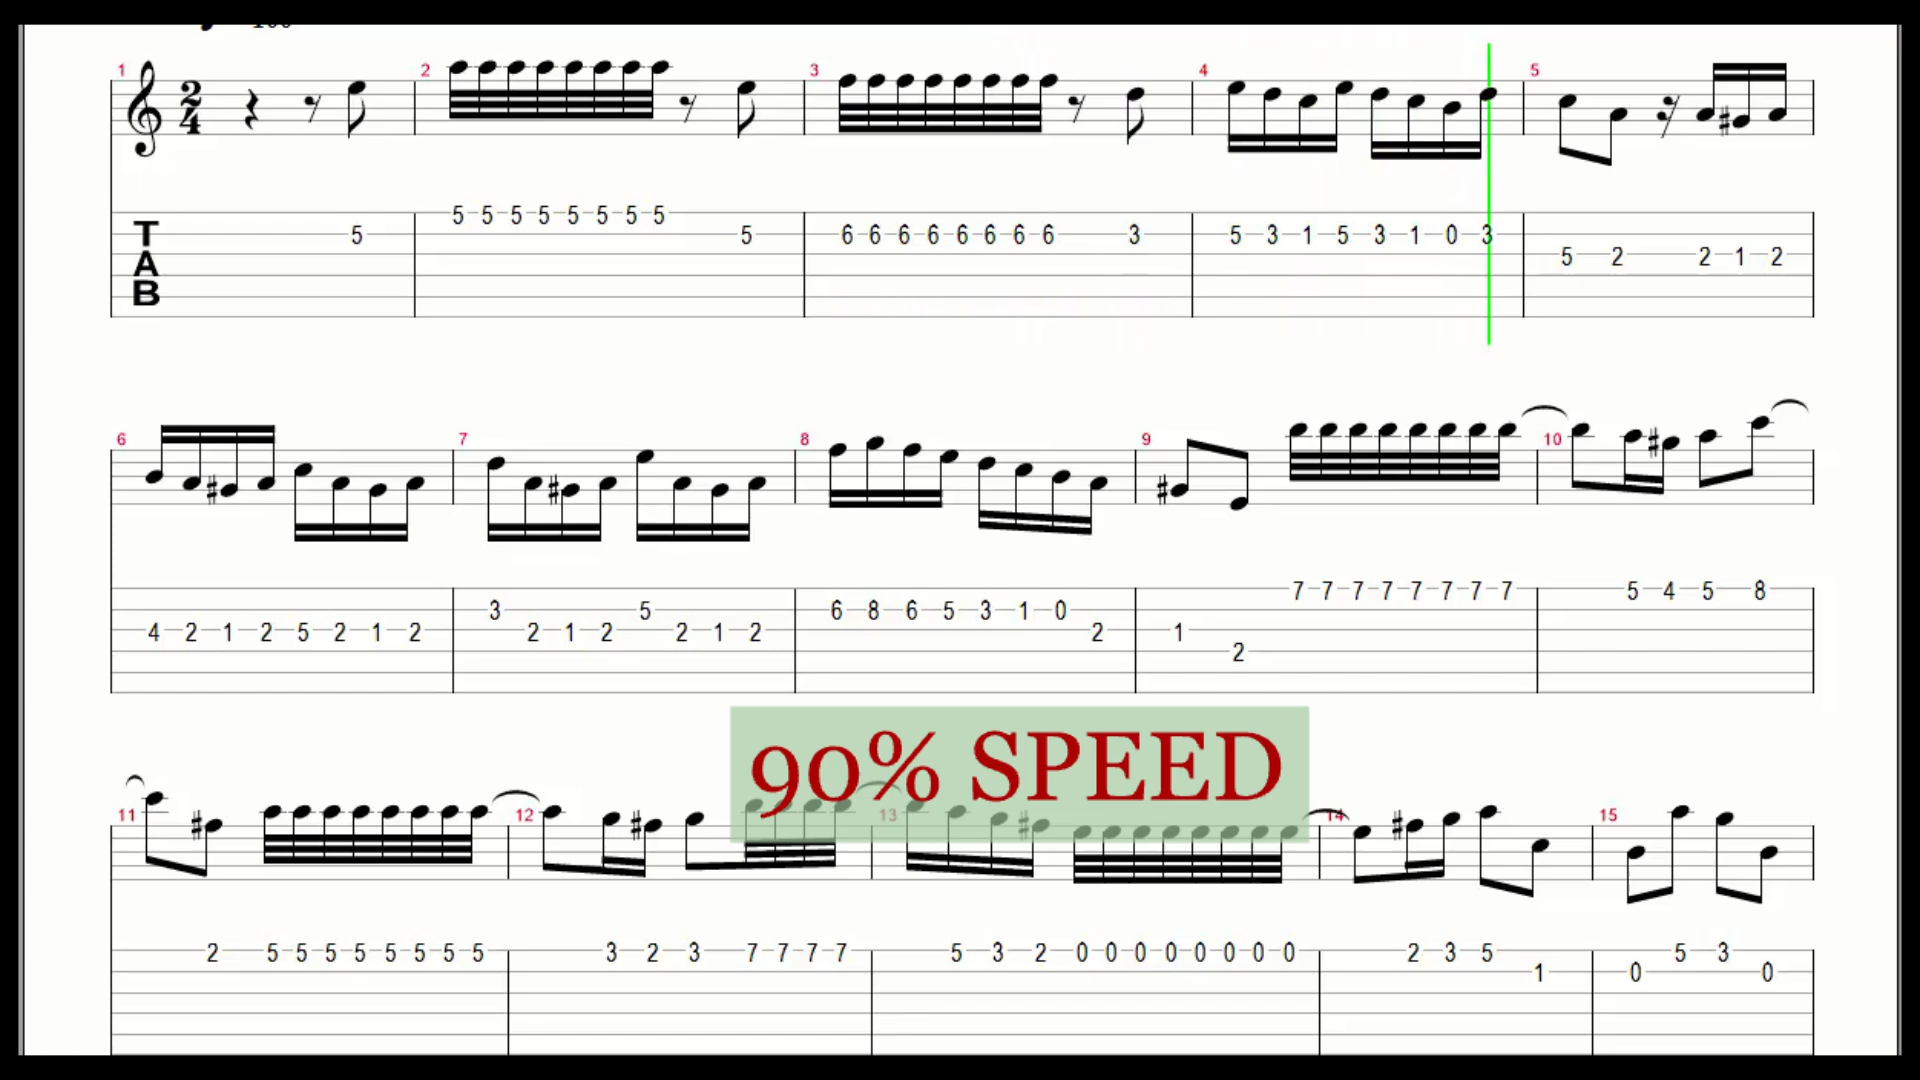 1 2 3 4 5
2
4
5 5 5 5 5 5 5 5 5 5
T 5 5 6 6 6 6 6 6 6 6 3 5 3 1 5 3 1 0 3
A 5 2 2 1 2
B
6 7 8 9 10
7 7 7 7 7 7 7 7 5 4 5 8
3 5 6 8 6 5 3 1 0
4 2 1 2 5 2 1 2 2 1 2 2 1 2 2 1
2
90% SPEED
11 12 13 14 15
2 5 5 5 5 5 5 5 5 3 2 3 7 7 7 7 5 3 2 0 0 0 0 0 0 0 0 2 3 5 5 3
1 0 0